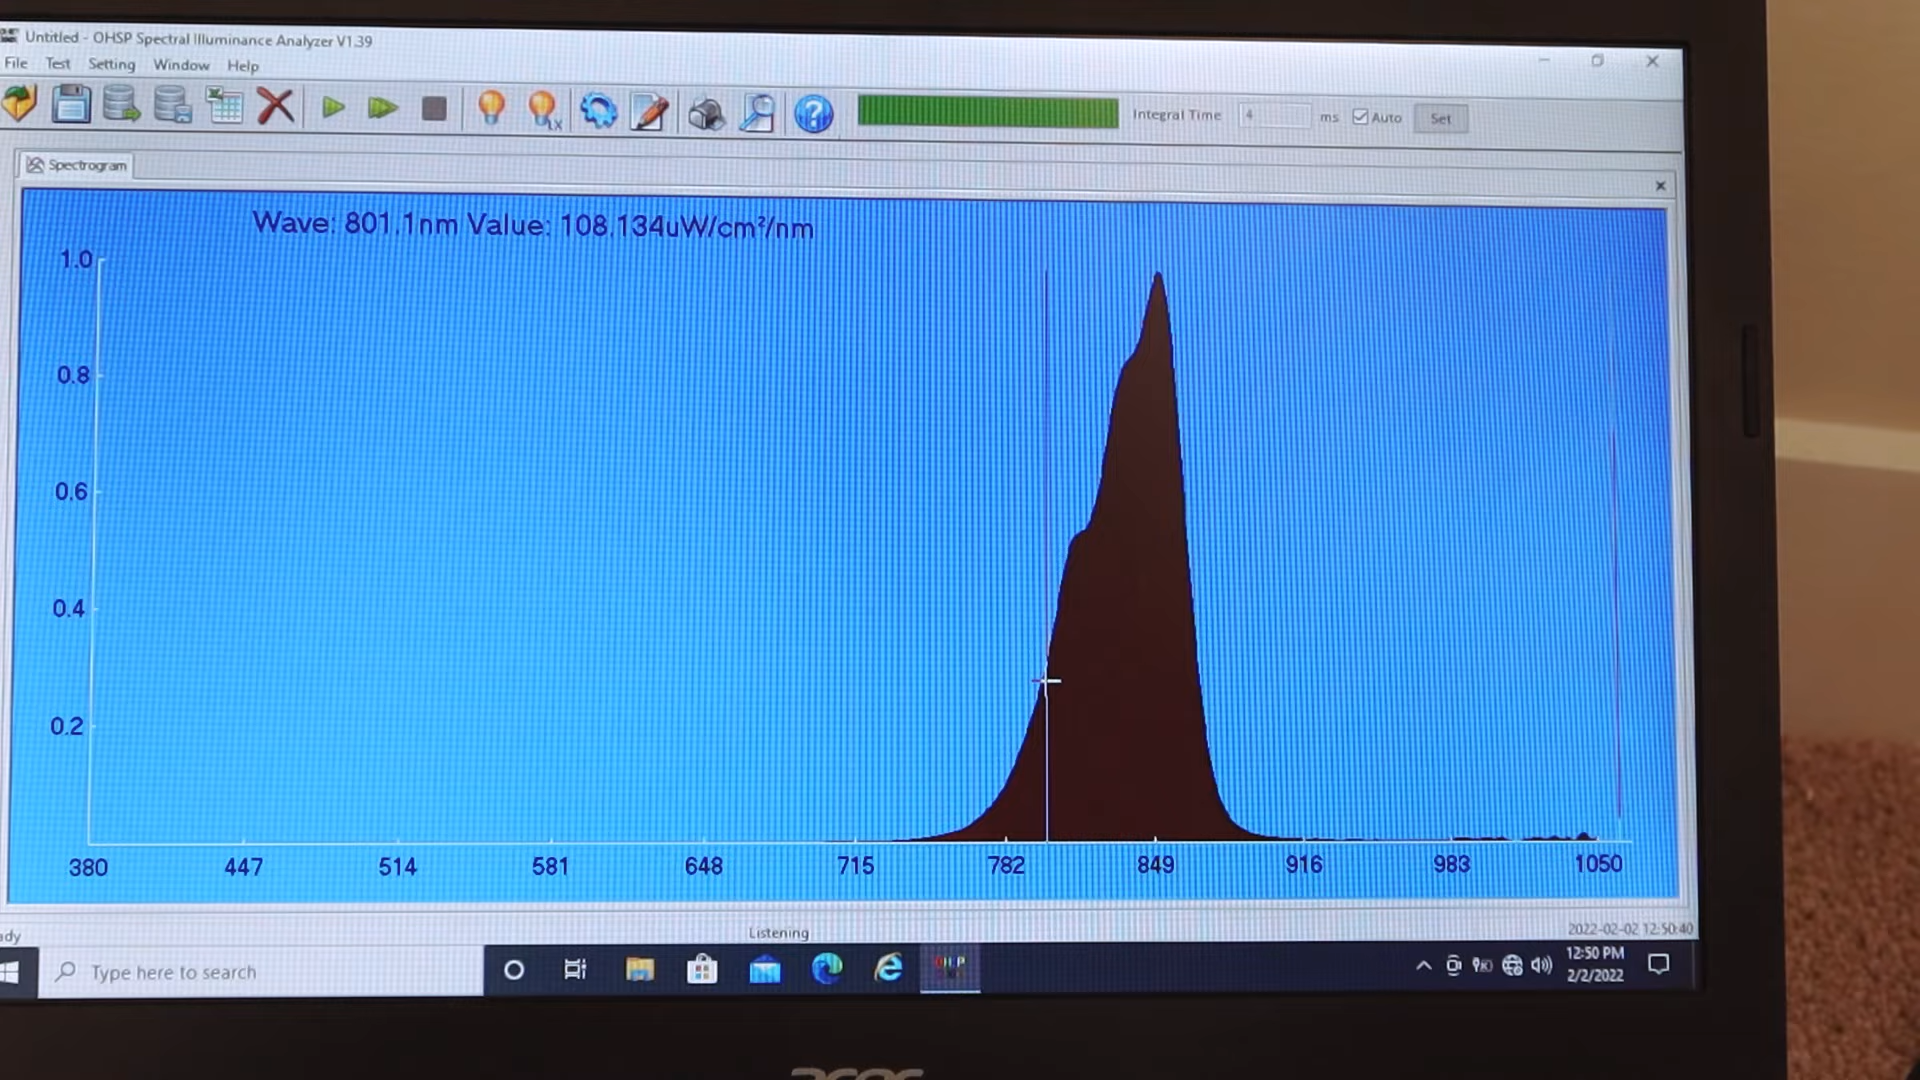 Untitled - OHSP Spectral Illuminance Analyzer V1.39
File Test Setting Window Help
LX
Integral Time 4 ms Auto Set
Spectrogram
Wave: 801.1nm Value: 108.134uW/cm²/nm
1.0
0.8
0.6
0.4
0.2
380 447 514 581 648 715 782 849 916 983 1050
ady Listening 2022-02-02 12:50:40
Type here to search
12:50 PM
2/2/2022
acer